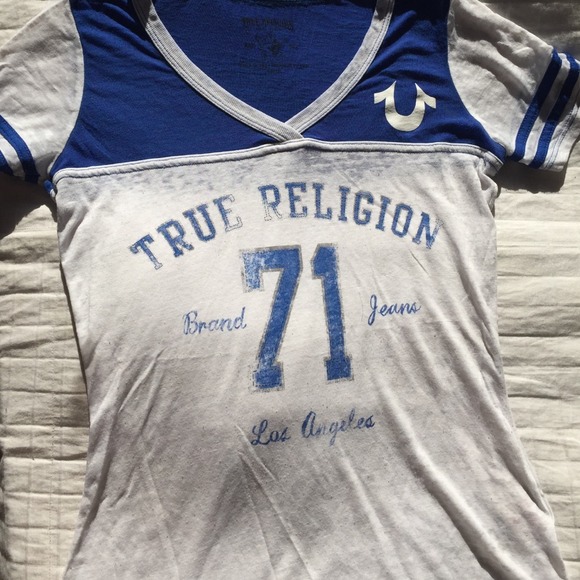 TRUE RELIGION
71
Brand Jeans
Los Angeles